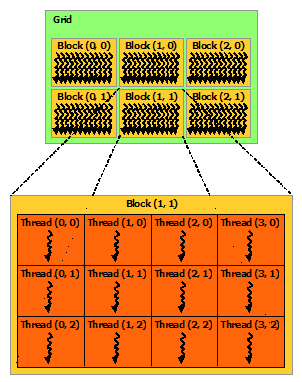 Grid
Block (0, 0) Block (1, 0) Block (2, 0)
Block (0, 1) Block (1, 1) Block (2, 1)
Block (1, 1)
Thread (0, 0) Thread (1, 0) Thread (2, 0) Thread (3, 0)
Thread (0, 1) Thread (1, 1) Thread (2, 1) Thread (3, 1)
Thread (0, 2) Thread (1, 2) Thread (2, 2) Thread (3, 2)